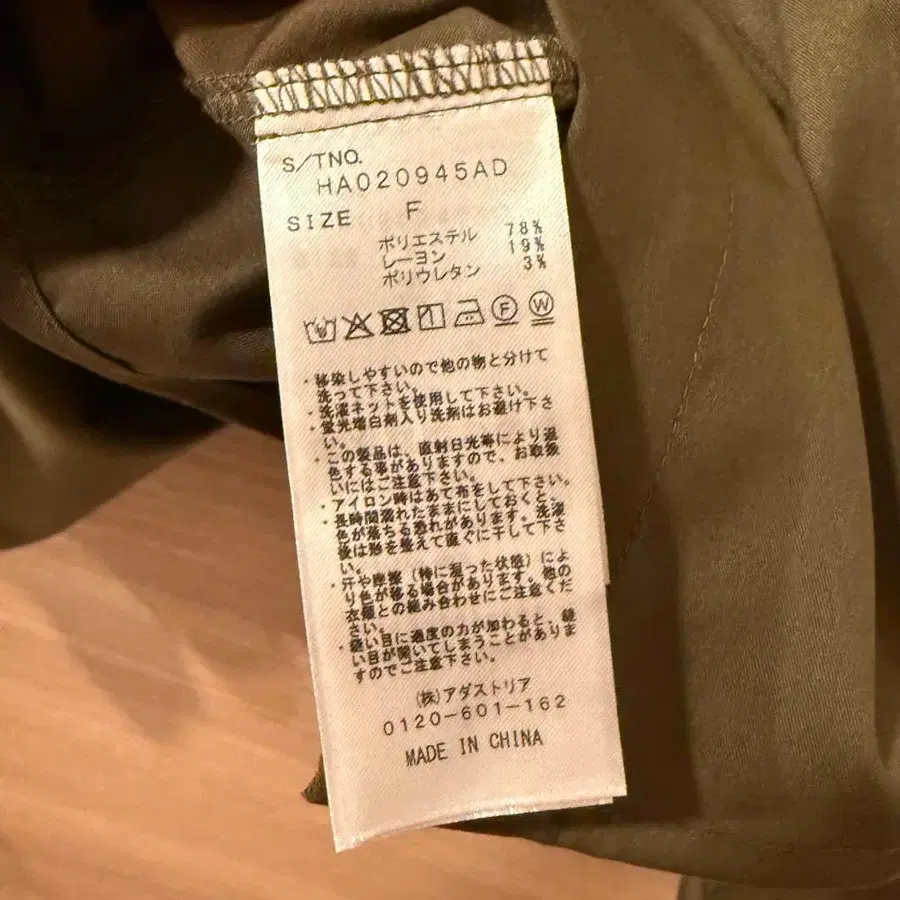 S/TNO.
HA020945AD
SIZE F
ポリエステル 78%
レーヨン 19%
ポリウレタン 3%
F W
・移染しやすいので他の物と分けて
洗って下さい。
・洗濯ネットを使用して下さい。
・蛍光増白剤入り洗剤はお避け下さ
い。
・この製品は、直射日光等により退
色する事がありますので、お取扱
いにはご注意下さい。
・アイロン時はあて布をして下さい。
・長時間濡れたままにしておくと、
色が落ちる恐れがあります。洗濯
後は形を整えて直ぐに干して下さ
い。
・汗や摩擦（特に湿った状態）によ
り色が移る場合があります。他の
衣類との組み合わせにご注意くだ
さい。
・縫い目に過度の力が加わると、縫
い目が開いてしまうことがありま
すのでご注意下さい。
(株)アダストリア
0120-601-162
MADE IN CHINA